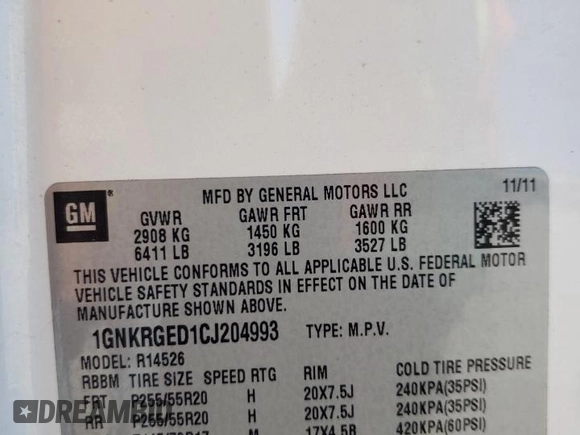 GM ® MFD BY GENERAL MOTORS LLC 11/11
GVWR GAWR FRT GAWR RR
2908 KG 1450 KG 1600 KG
6411 LB 3196 LB 3527 LB
THIS VEHICLE CONFORMS TO ALL APPLICABLE U.S. FEDERAL MOTOR
VEHICLE SAFETY STANDARDS IN EFFECT ON THE DATE OF
MANUFACTURE SHOWN ABOVE.
1GNKRGED1CJ204993 TYPE: M.P.V.
MODEL: R14526
RBBM TIRE SIZE SPEED RTG RIM COLD TIRE PRESSURE
FRT P255/55R20 H 20X7.5J 240KPA(35PSI)
RR P255/55R20 H 20X7.5J 240KPA(35PSI)
M 17X4.5B 420KPA(60PSI)